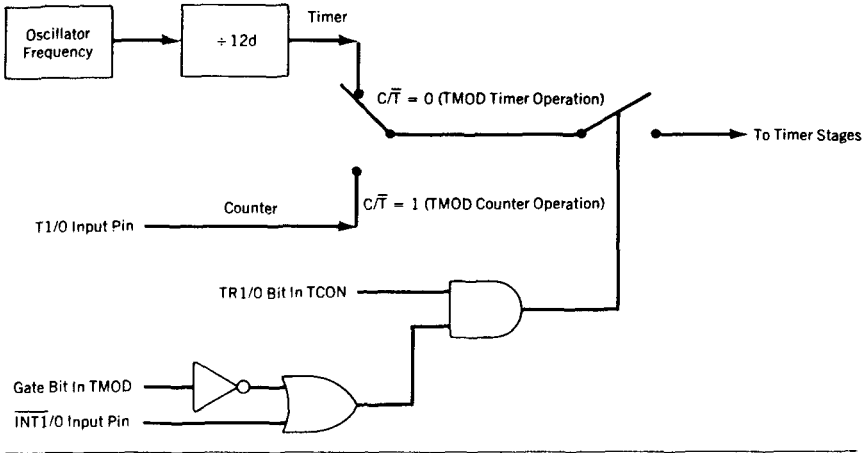 Timer
Oscillator
Frequency
÷ 12d
C/T̅ = 0 (TMOD Timer Operation)
To Timer Stages
C/T̅ = 1 (TMOD Counter Operation)
Counter
T1/0 Input Pin
TR1/0 Bit In TCON
Gate Bit In TMOD
I̅N̅T̅1̅/0 Input Pin